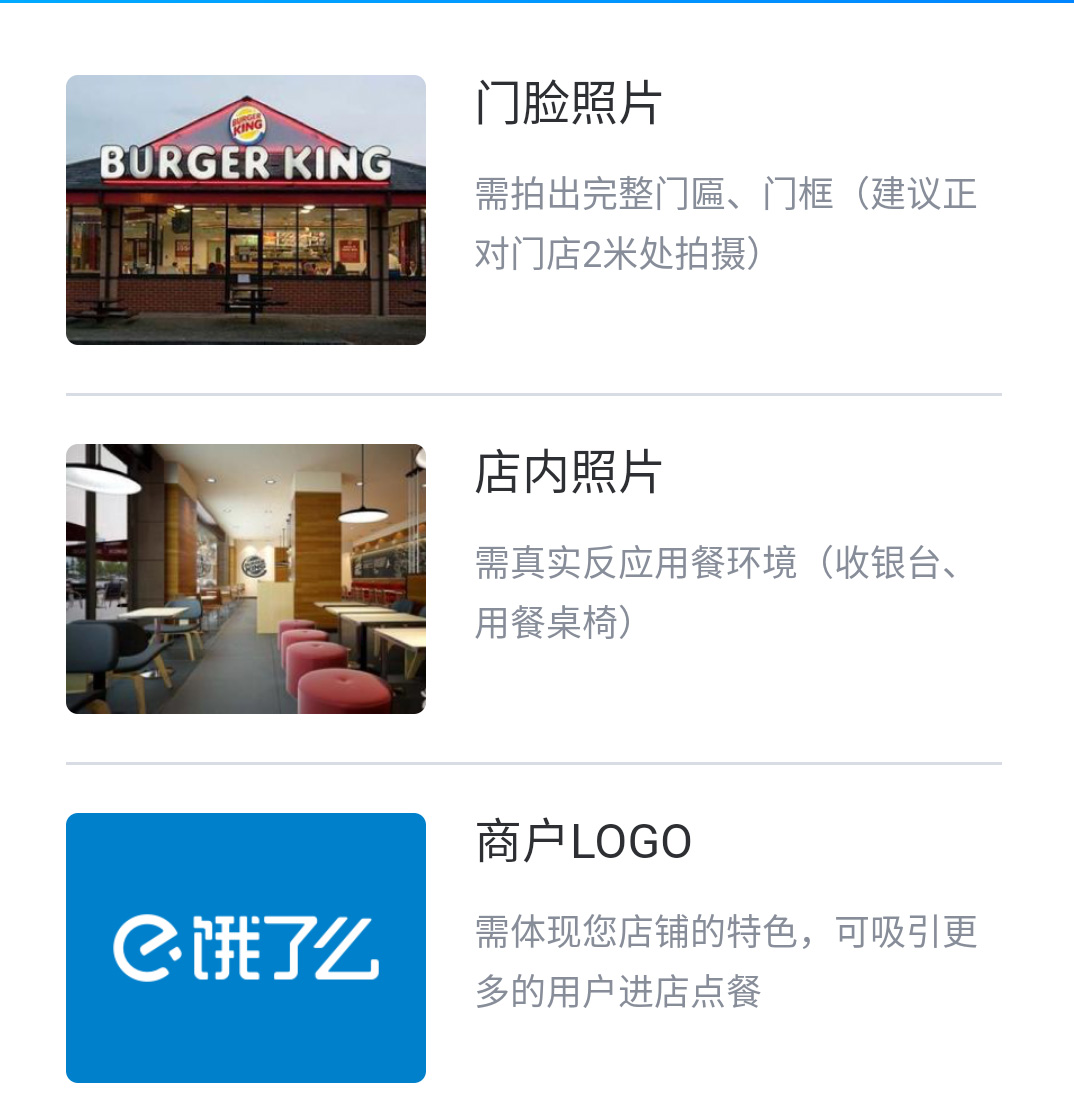 BURGER KING
BURGER KING
门脸照片
需拍出完整门匾、门框（建议正
对门店2米处拍摄）
店内照片
需真实反应用餐环境（收银台、
用餐桌椅）
饿了么
商户LOGO
需体现您店铺的特色，可吸引更
多的用户进店点餐